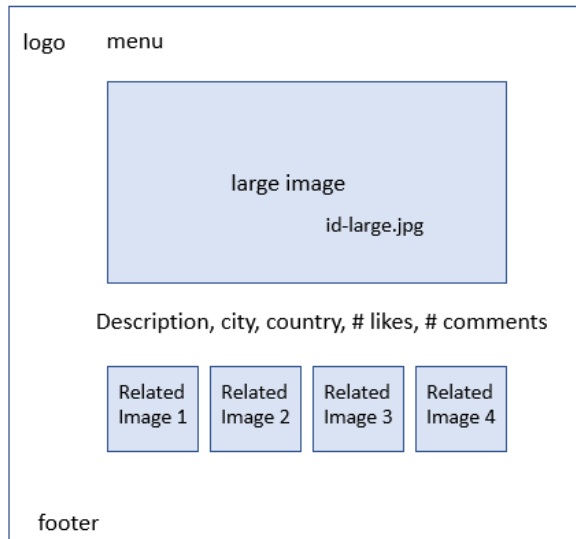 logo menu
large image
id-large.jpg
Description, city, country, # likes, # comments
Related Related Related Related
Image 1 Image 2 Image 3 Image 4
footer